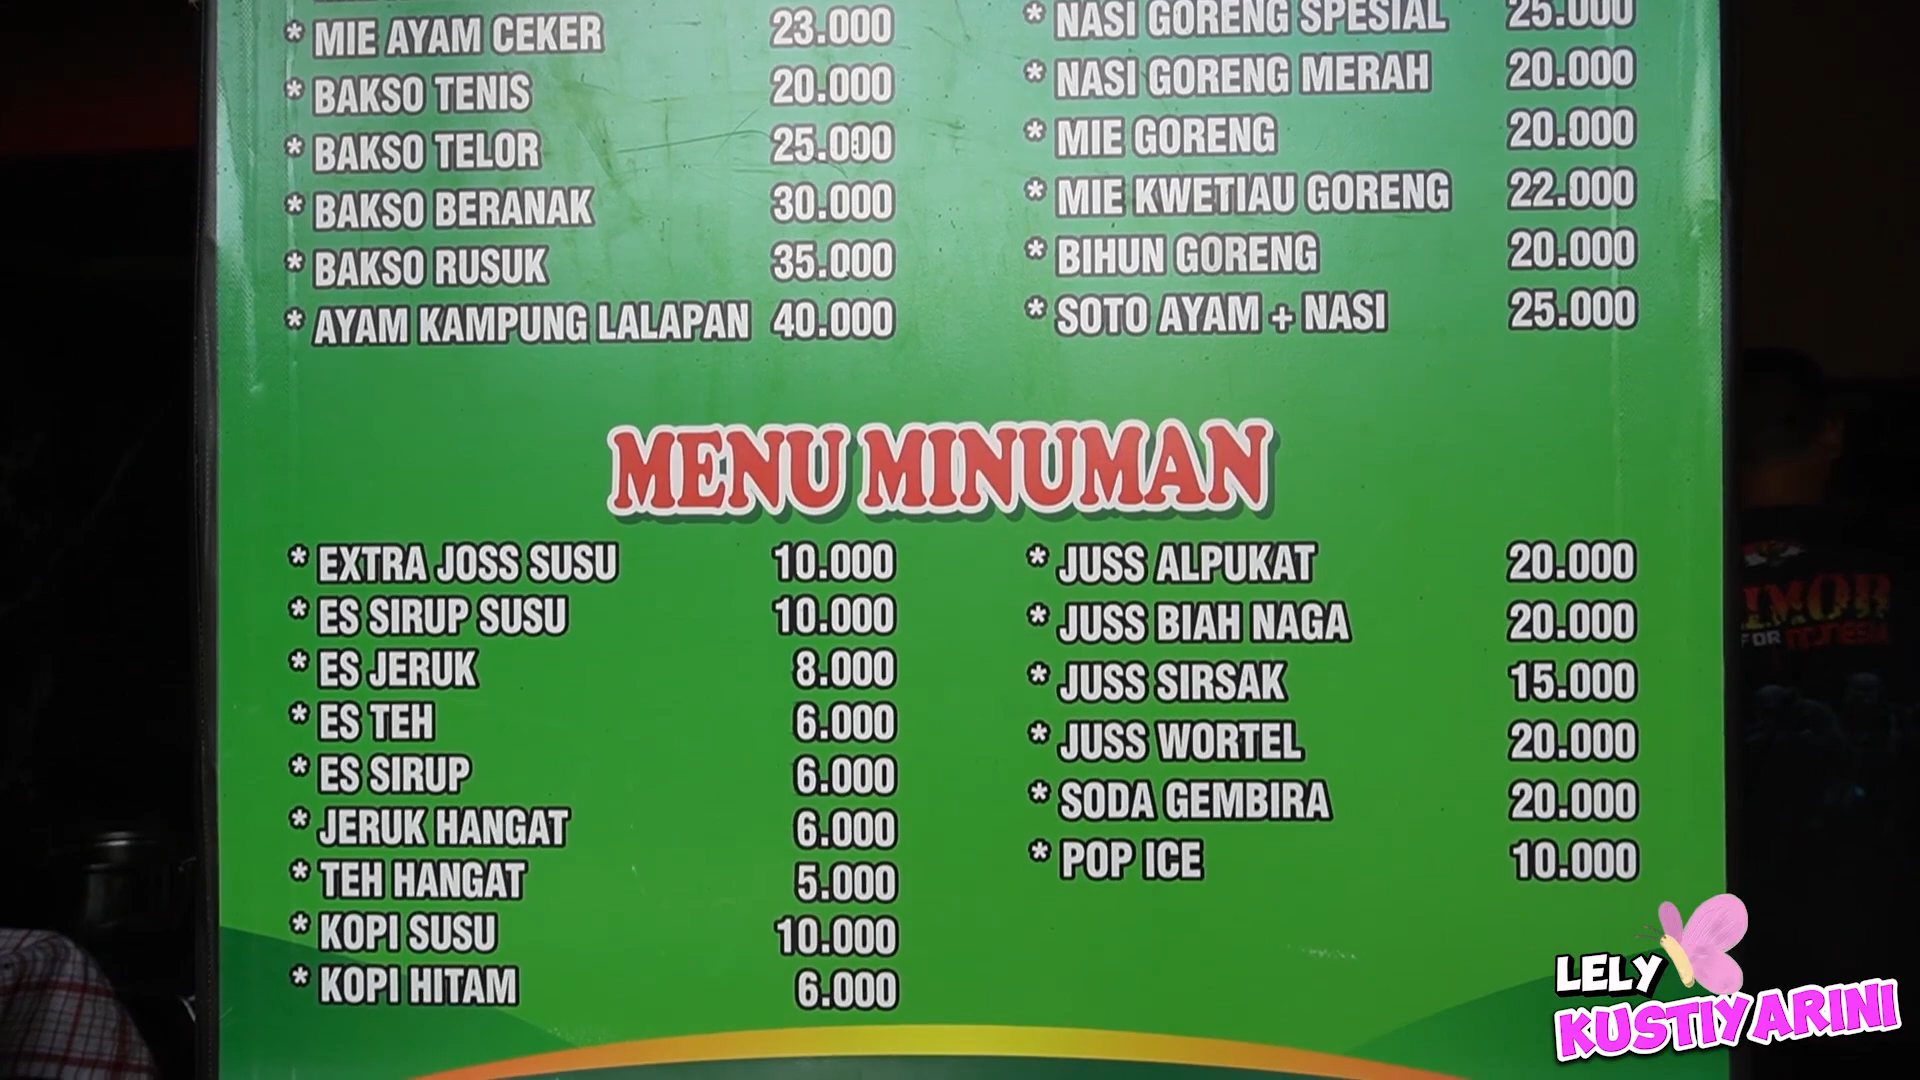 * MIE AYAM CEKER 23.000
* BAKSO TENIS 20.000
* BAKSO TELOR 25.000
* BAKSO BERANAK 30.000
* BAKSO RUSUK 35.000
* AYAM KAMPUNG LALAPAN 40.000
* NASI GORENG SPESIAL 25.000
* NASI GORENG MERAH 20.000
* MIE GORENG 20.000
* MIE KWETIAU GORENG 22.000
* BIHUN GORENG 20.000
* SOTO AYAM + NASI 25.000
MENU MINUMAN
* EXTRA JOSS SUSU 10.000
* ES SIRUP SUSU 10.000
* ES JERUK 8.000
* ES TEH 6.000
* ES SIRUP 6.000
* JERUK HANGAT 6.000
* TEH HANGAT 5.000
* KOPI SUSU 10.000
* KOPI HITAM 6.000
* JUSS ALPUKAT 20.000
* JUSS BIAH NAGA 20.000
* JUSS SIRSAK 15.000
* JUSS WORTEL 20.000
* SODA GEMBIRA 20.000
* POP ICE 10.000
FOR INDONESIA
LELY
KUSTIYARINI